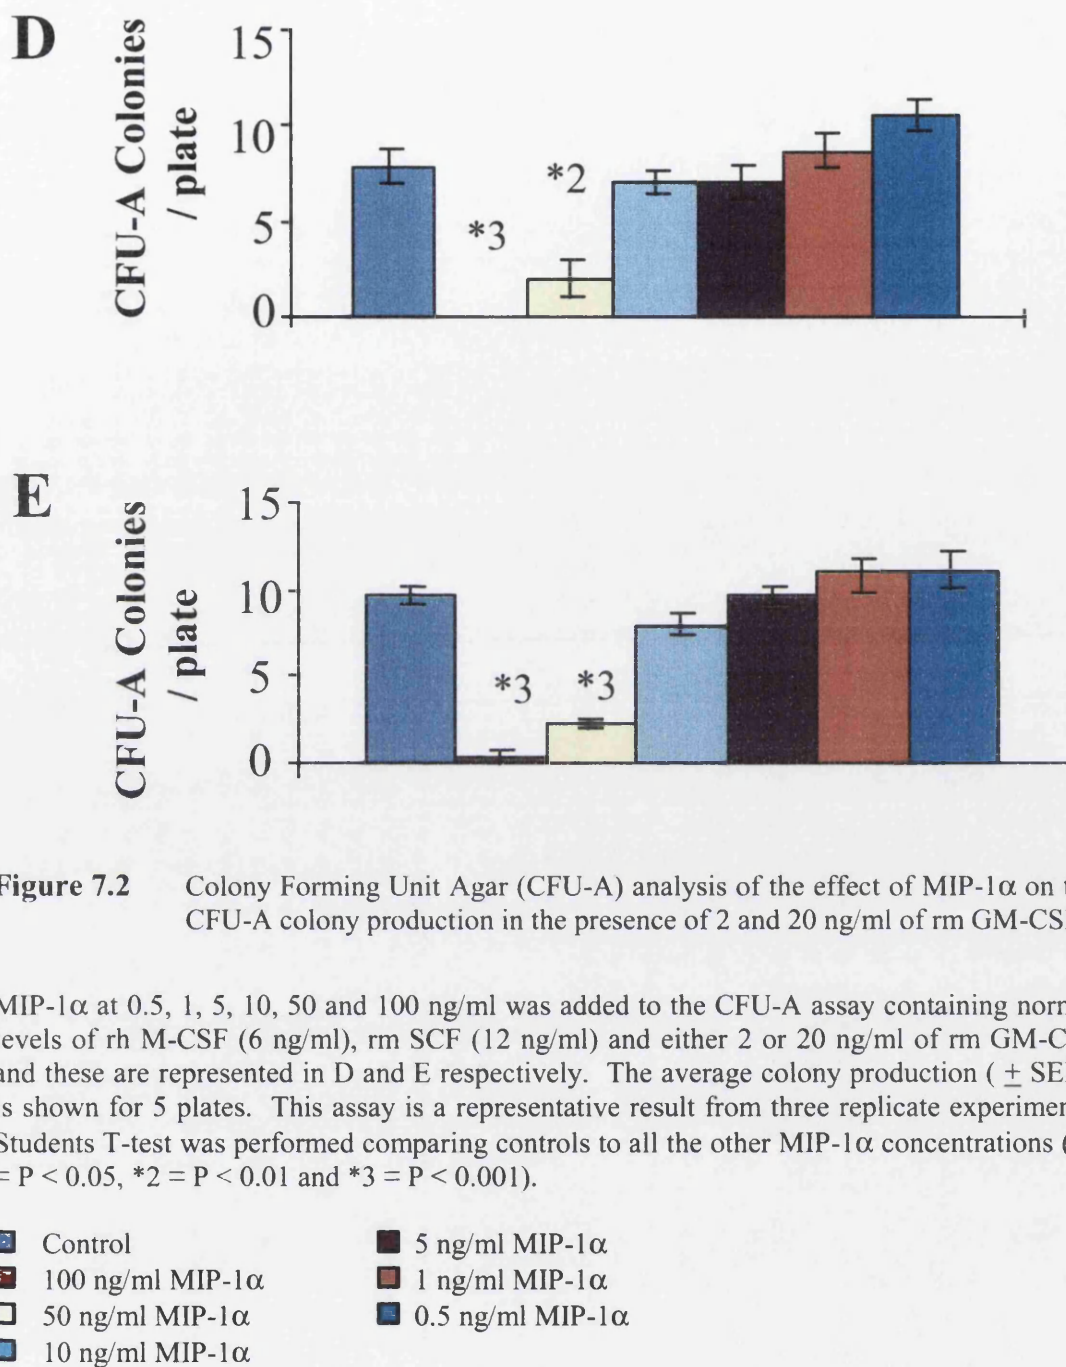 D
CFU-A Colonies
/ plate
15
10
5
0
*3
*2
E
CFU-A Colonies
/ plate
15
10
5
0
*3
*3
Figure 7.2 Colony Forming Unit Agar (CFU-A) analysis of the effect of MIP-1α on
CFU-A colony production in the presence of 2 and 20 ng/ml of rm GM-CS
MIP-1α at 0.5, 1, 5, 10, 50 and 100 ng/ml was added to the CFU-A assay containing norm
levels of rh M-CSF (6 ng/ml), rm SCF (12 ng/ml) and either 2 or 20 ng/ml of rm GM-C
and these are represented in D and E respectively. The average colony production ( ± SE
is shown for 5 plates. This assay is a representative result from three replicate experimen
Students T-test was performed comparing controls to all the other MIP-1α concentrations (
= P < 0.05, *2 = P < 0.01 and *3 = P < 0.001).
Control
100 ng/ml MIP-1α
50 ng/ml MIP-1α
10 ng/ml MIP-1α
5 ng/ml MIP-1α
1 ng/ml MIP-1α
0.5 ng/ml MIP-1α